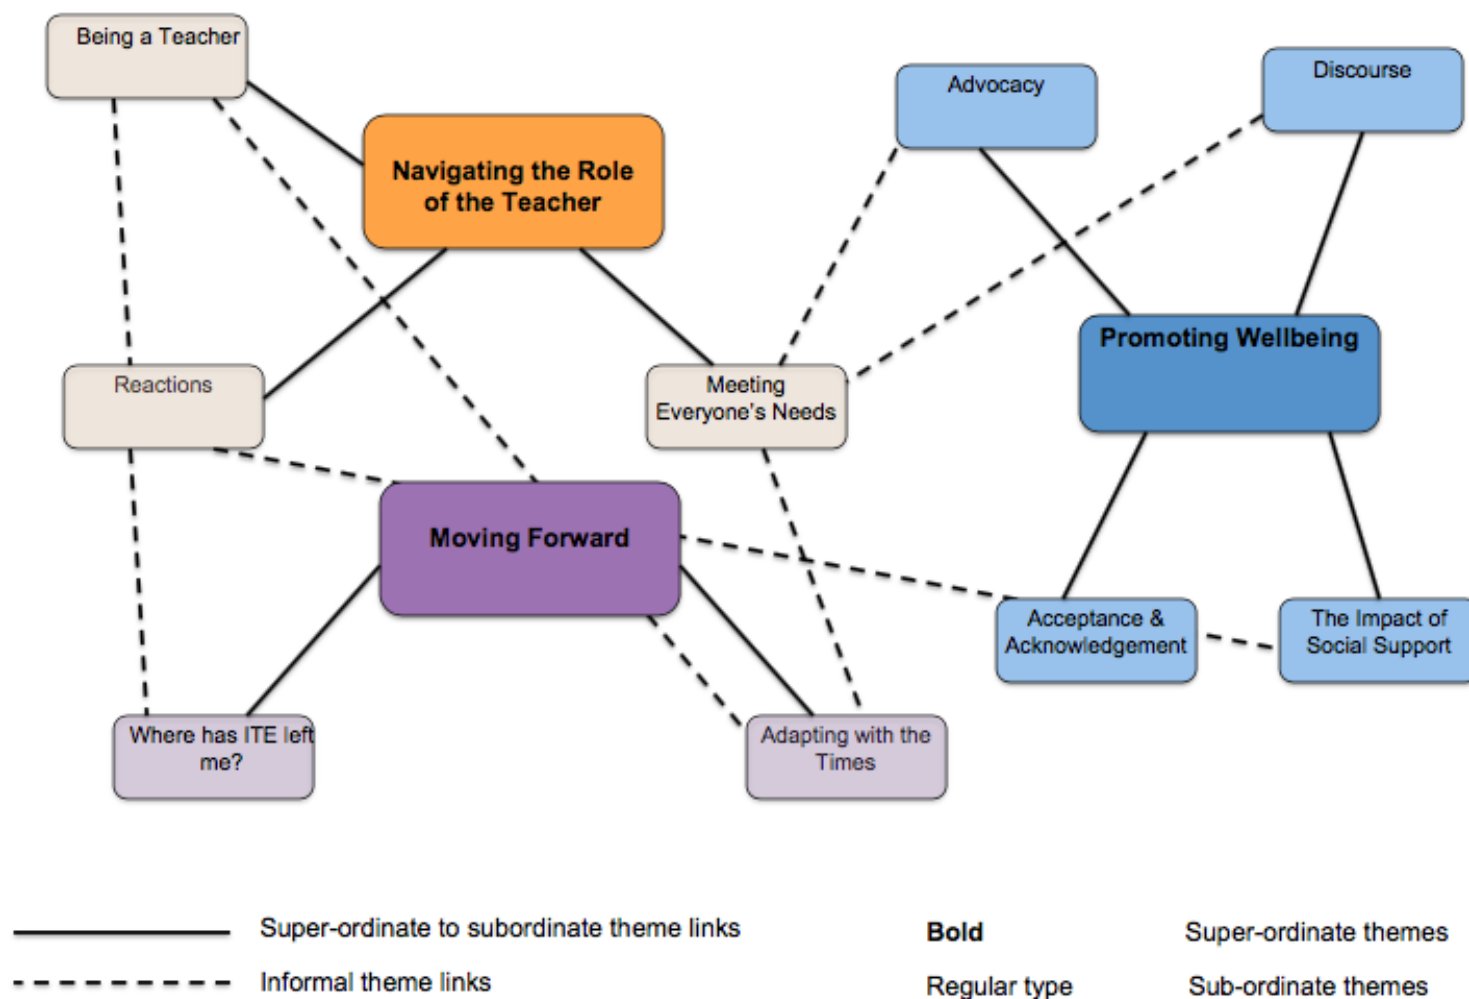 Being a Teacher
Advocacy
Discourse
Navigating the Role
of the Teacher
Promoting Wellbeing
Reactions
Meeting
Everyone's Needs
Moving Forward
Acceptance &
Acknowledgement
The Impact of
Social Support
Where has ITE left
me?
Adapting with the
Times
Super-ordinate to subordinate theme links
Bold
Super-ordinate themes
Informal theme links
Regular type
Sub-ordinate themes